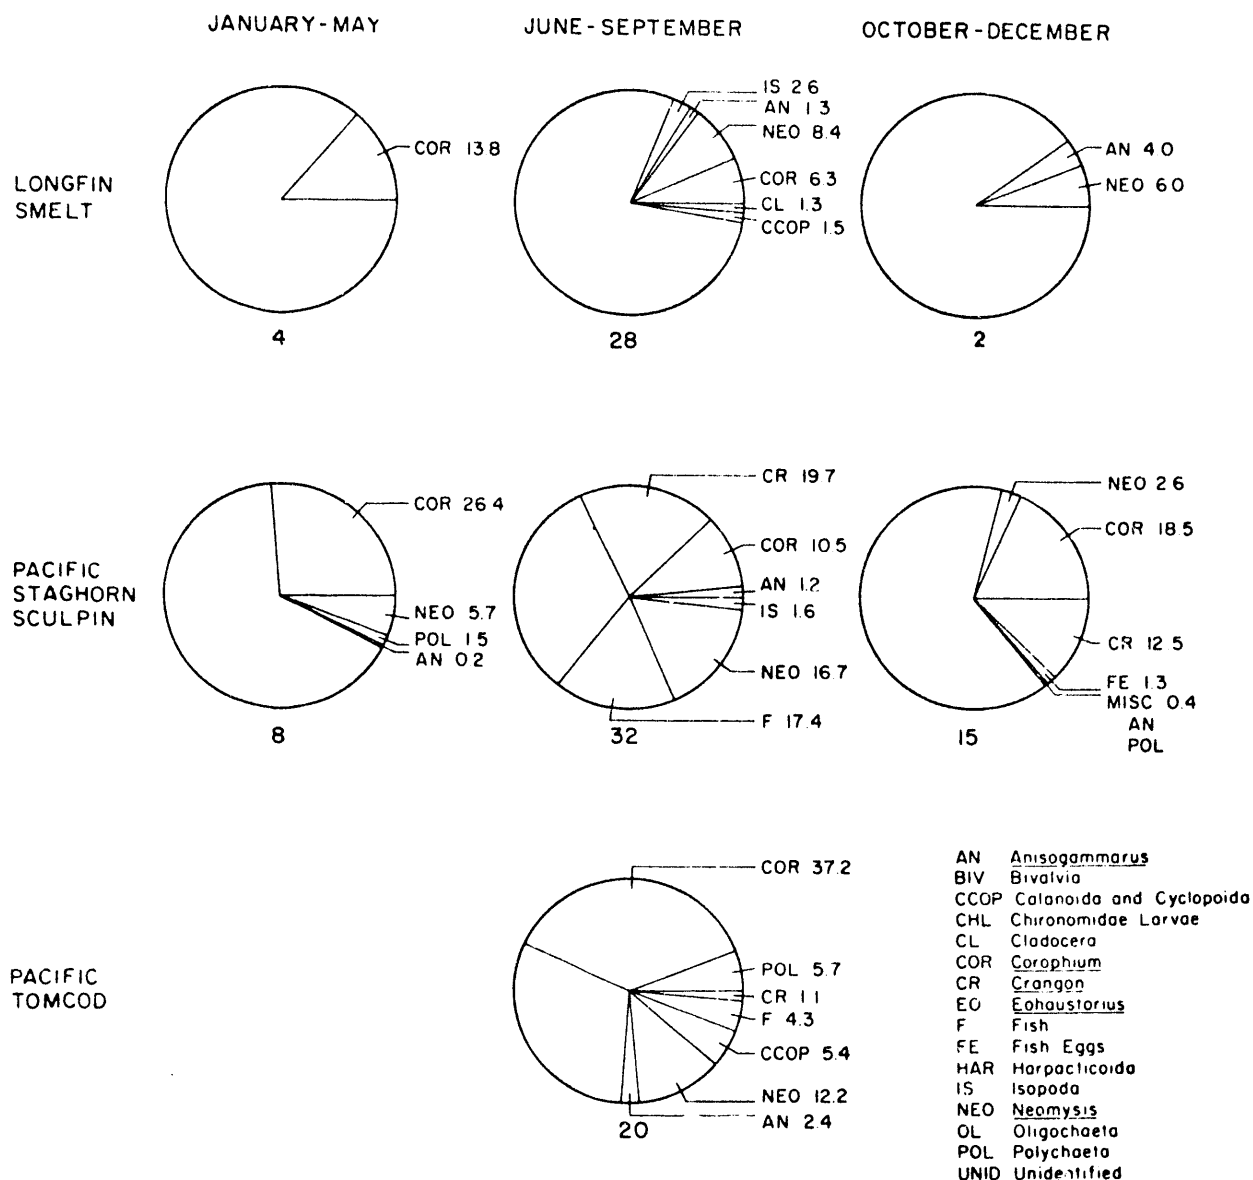 JANUARY-MAY JUNE-SEPTEMBER OCTOBER-DECEMBER
LONGFIN
SMELT
COR 13.8
4
IS 2.6
AN 1.3
NEO 8.4
COR 6.3
CL 1.3
CCOP 1.5
28
AN 4.0
NEO 6.0
2
PACIFIC
STAGHORN
SCULPIN
COR 26.4
NEO 5.7
POL 1.5
AN 0.2
8
CR 19.7
COR 10.5
AN 1.2
IS 1.6
NEO 16.7
F 17.4
32
NEO 2.6
COR 18.5
CR 12.5
FE 1.3
MISC 0.4
AN
POL
15
PACIFIC
TOMCOD
COR 37.2
POL 5.7
CR 1.1
F 4.3
CCOP 5.4
NEO 12.2
AN 2.4
20
AN Anisogammarus
BIV Bivalvia
CCOP Calanoida and Cyclopoida
CHL Chironomidae Larvae
CL Cladocera
COR Corophium
CR Crangon
EO Eohaustorius
F Fish
FE Fish Eggs
HAR Harpacticoida
IS Isopoda
NEO Neomysis
OL Oligochaeta
POL Polychaeta
UNID Unidentified